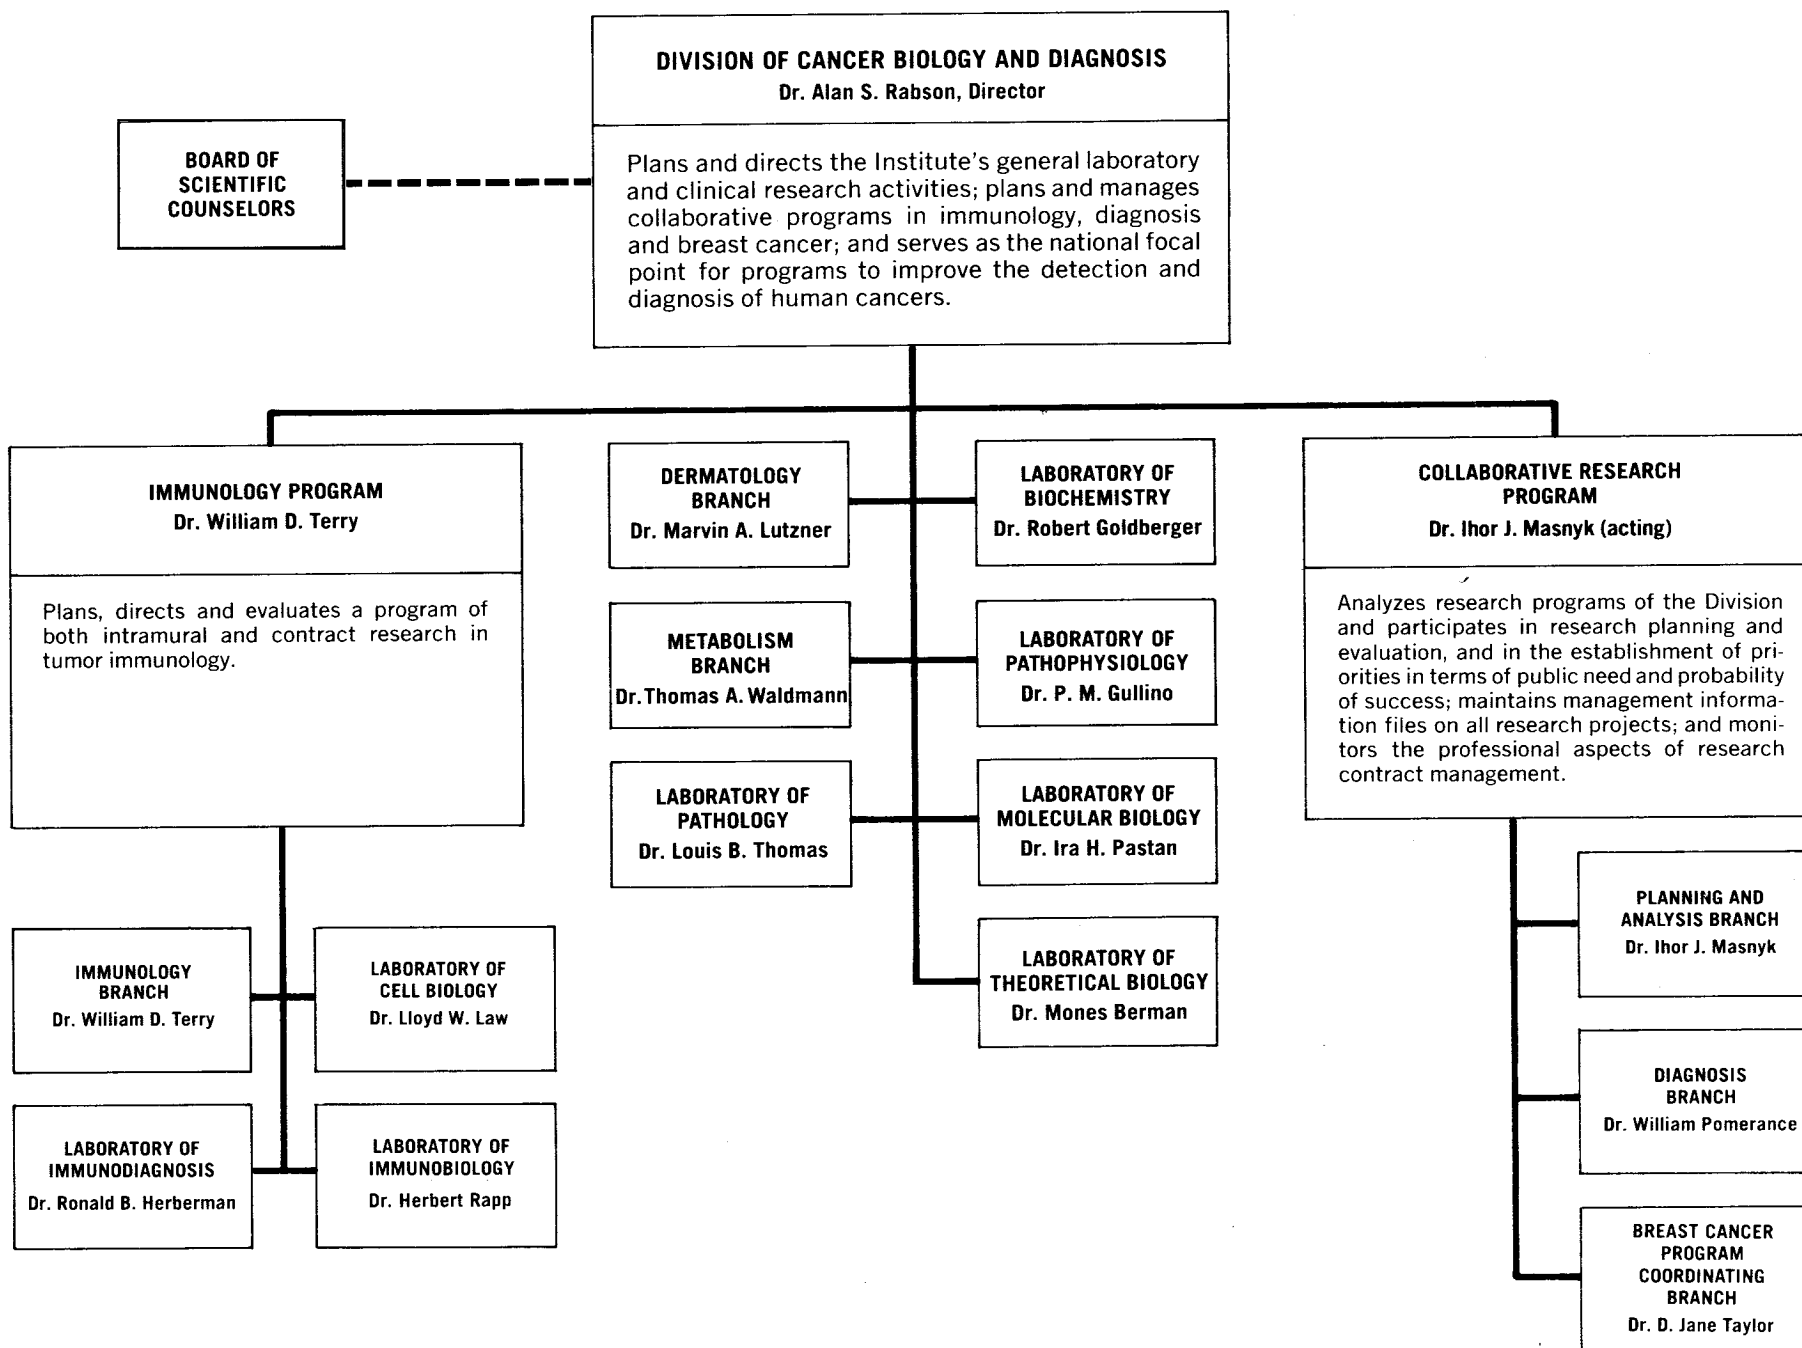 DIVISION OF CANCER BIOLOGY AND DIAGNOSIS
Dr. Alan S. Rabson, Director
Plans and directs the Institute's general laboratory
and clinical research activities; plans and manages
collaborative programs in immunology, diagnosis
and breast cancer; and serves as the national focal
point for programs to improve the detection and
diagnosis of human cancers.
BOARD OF
SCIENTIFIC
COUNSELORS
IMMUNOLOGY PROGRAM
Dr. William D. Terry
Plans, directs and evaluates a program of
both intramural and contract research in
tumor immunology.
IMMUNOLOGY
BRANCH
Dr. William D. Terry
LABORATORY OF
CELL BIOLOGY
Dr. Lloyd W. Law
LABORATORY OF
IMMUNODIAGNOSIS
Dr. Ronald B. Herberman
LABORATORY OF
IMMUNOBIOLOGY
Dr. Herbert Rapp
DERMATOLOGY
BRANCH
Dr. Marvin A. Lutzner
LABORATORY OF
BIOCHEMISTRY
Dr. Robert Goldberger
METABOLISM
BRANCH
Dr. Thomas A. Waldmann
LABORATORY OF
PATHOPHYSIOLOGY
Dr. P. M. Gullino
LABORATORY OF
PATHOLOGY
Dr. Louis B. Thomas
LABORATORY OF
MOLECULAR BIOLOGY
Dr. Ira H. Pastan
LABORATORY OF
THEORETICAL BIOLOGY
Dr. Mones Berman
COLLABORATIVE RESEARCH
PROGRAM
Dr. Ihor J. Masnyk (acting)
Analyzes research programs of the Division
and participates in research planning and
evaluation, and in the establishment of pri-
orities in terms of public need and probability
of success; maintains management informa-
tion files on all research projects; and moni-
tors the professional aspects of research
contract management.
PLANNING AND
ANALYSIS BRANCH
Dr. Ihor J. Masnyk
DIAGNOSIS
BRANCH
Dr. William Pomerance
BREAST CANCER
PROGRAM
COORDINATING
BRANCH
Dr. D. Jane Taylor